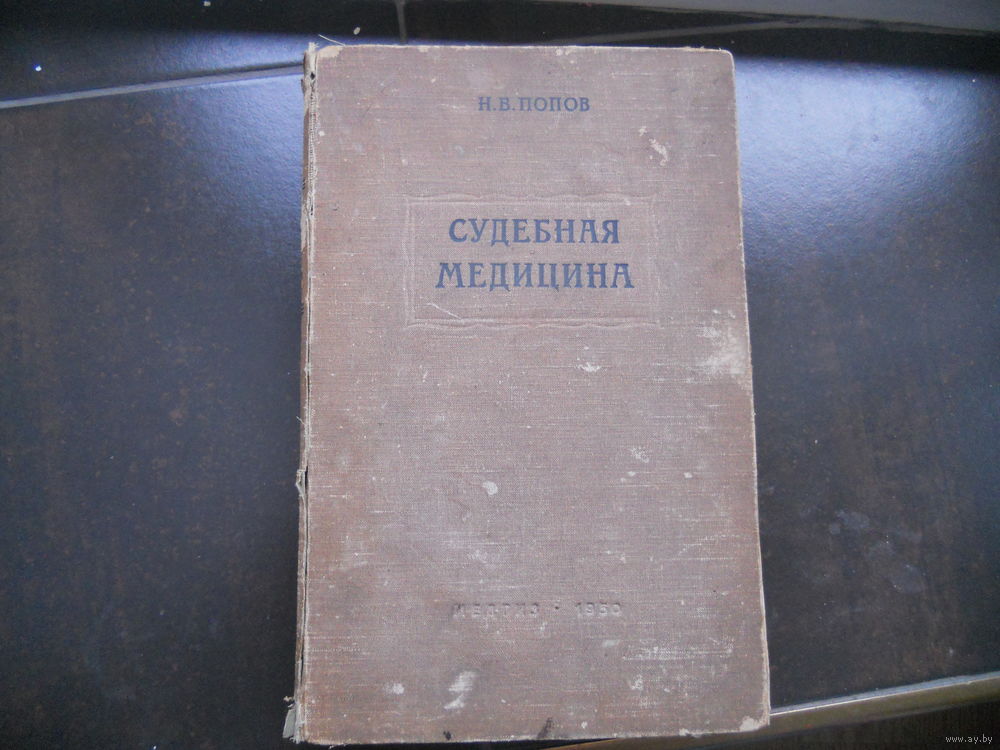 Н.В.ПОПОВ
СУДЕБНАЯ
МЕДИЦИНА
МЕДГИЗ · 1950
www.ay.by